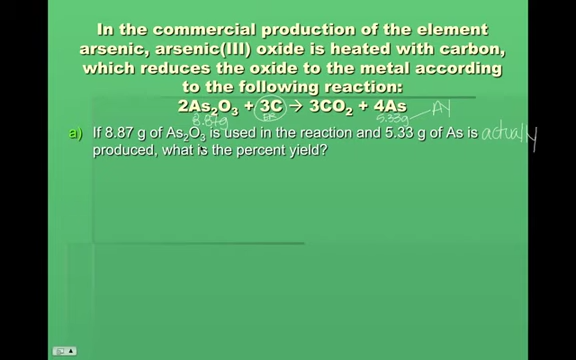 In the commercial production of the element
arsenic, arsenic(III) oxide is heated with carbon,
which reduces the oxide to the metal according
to the following reaction:
2As₂O₃ + 3C → 3CO₂ + 4As
8.87g 5.33g AY
a) If 8.87 g of As₂O₃ is used in the reaction and 5.33 g of As is actually
produced, what is the percent yield?